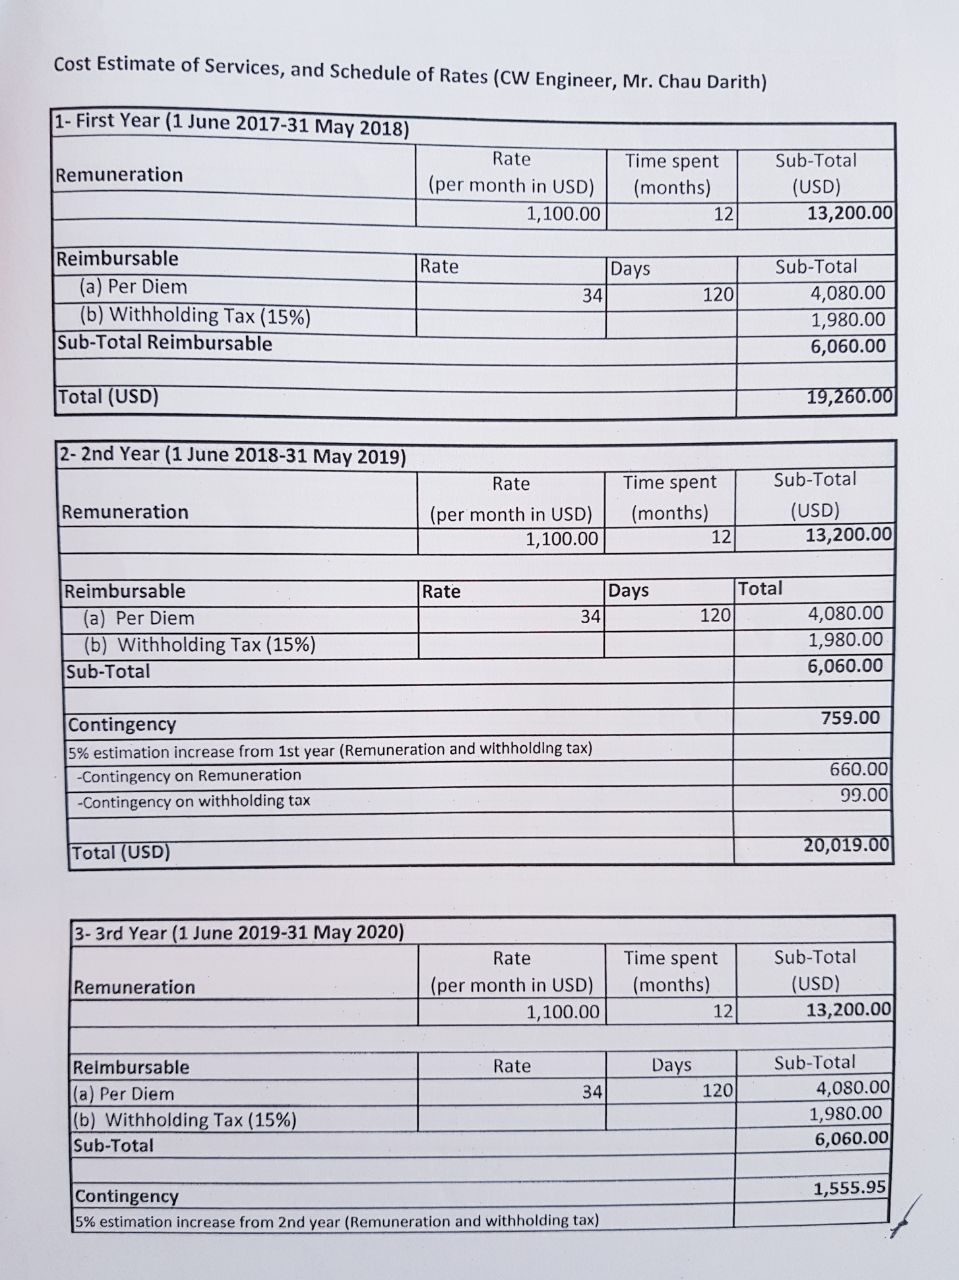 Cost Estimate of Services, and Schedule of Rates (CW Engineer, Mr. Chau Darith)
1- First Year (1 June 2017-31 May 2018)
Remuneration Rate (per month in USD) Time spent (months) Sub-Total (USD)
1,100.00 12 13,200.00
Reimbursable Rate Days Sub-Total
(a) Per Diem 34 120 4,080.00
(b) Withholding Tax (15%) 1,980.00
Sub-Total Reimbursable 6,060.00
Total (USD) 19,260.00
2- 2nd Year (1 June 2018-31 May 2019)
Remuneration Rate (per month in USD) Time spent (months) Sub-Total (USD)
1,100.00 12 13,200.00
Reimbursable Rate Days Total
(a) Per Diem 34 120 4,080.00
(b) Withholding Tax (15%) 1,980.00
Sub-Total 6,060.00
Contingency 759.00
5% estimation increase from 1st year (Remuneration and withholding tax)
-Contingency on Remuneration 660.00
-Contingency on withholding tax 99.00
Total (USD) 20,019.00
3- 3rd Year (1 June 2019-31 May 2020)
Remuneration Rate (per month in USD) Time spent (months) Sub-Total (USD)
1,100.00 12 13,200.00
Reimbursable Rate Days Sub-Total
(a) Per Diem 34 120 4,080.00
(b) Withholding Tax (15%) 1,980.00
Sub-Total 6,060.00
Contingency 1,555.95
5% estimation increase from 2nd year (Remuneration and withholding tax)